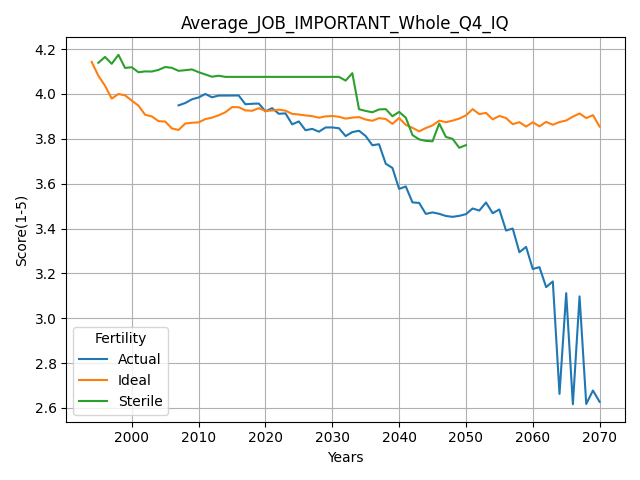 Average_JOB_IMPORTANT_Whole_Q4_IQ
Score(1-5)
4.2
4.0
3.8
3.6
3.4
3.2
3.0
2.8
2.6
Fertility
Actual
Ideal
Sterile
2000 2010 2020 2030 2040 2050 2060 2070
Years